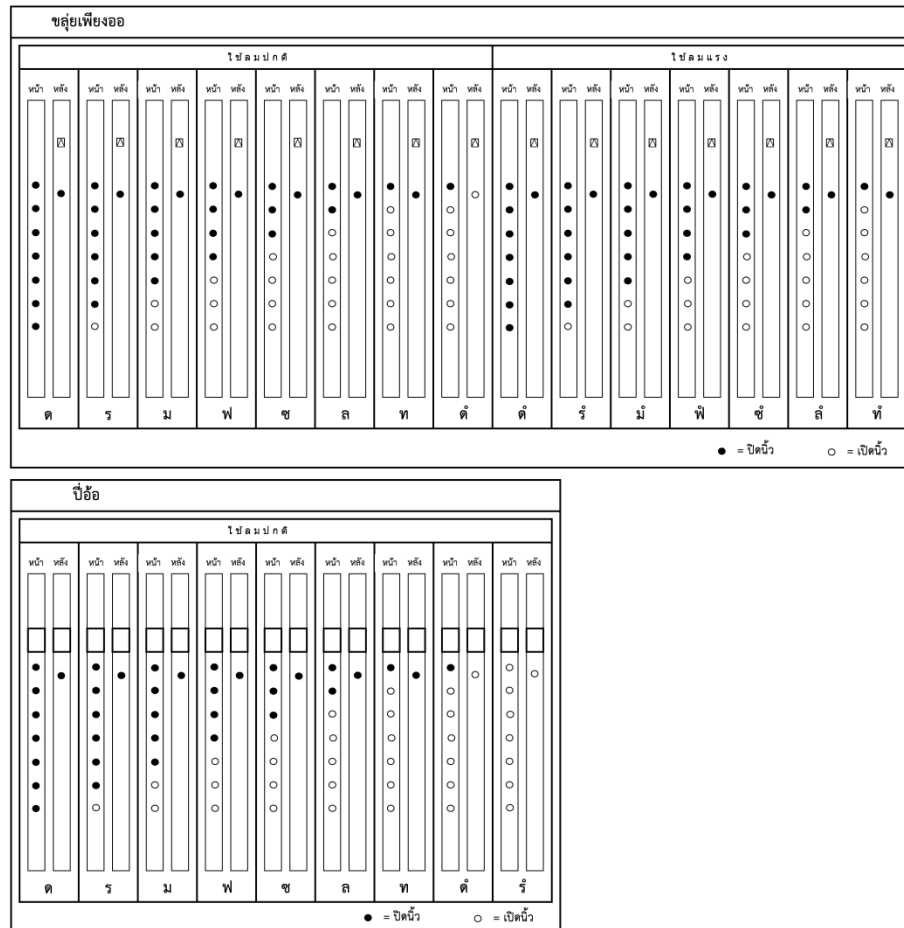 ขลุ่ยเพียงออ
ใช้ลมปกติ ใช้ลมแรง
หน้า หลัง หน้า หลัง หน้า หลัง หน้า หลัง หน้า หลัง หน้า หลัง หน้า หลัง หน้า หลัง หน้า หลัง หน้า หลัง หน้า หลัง หน้า หลัง หน้า หลัง หน้า หลัง หน้า หลัง
ด ร ม ฟ ซ ล ท ดํ ดํ รํ มํ ฟํ ซํ ลํ ทํ
● = ปิดนิ้ว ○ = เปิดนิ้ว
ปี่อ้อ
ใช้ลมปกติ
หน้า หลัง หน้า หลัง หน้า หลัง หน้า หลัง หน้า หลัง หน้า หลัง หน้า หลัง หน้า หลัง หน้า หลัง
ด ร ม ฟ ซ ล ท ดํ รํ
● = ปิดนิ้ว ○ = เปิดนิ้ว